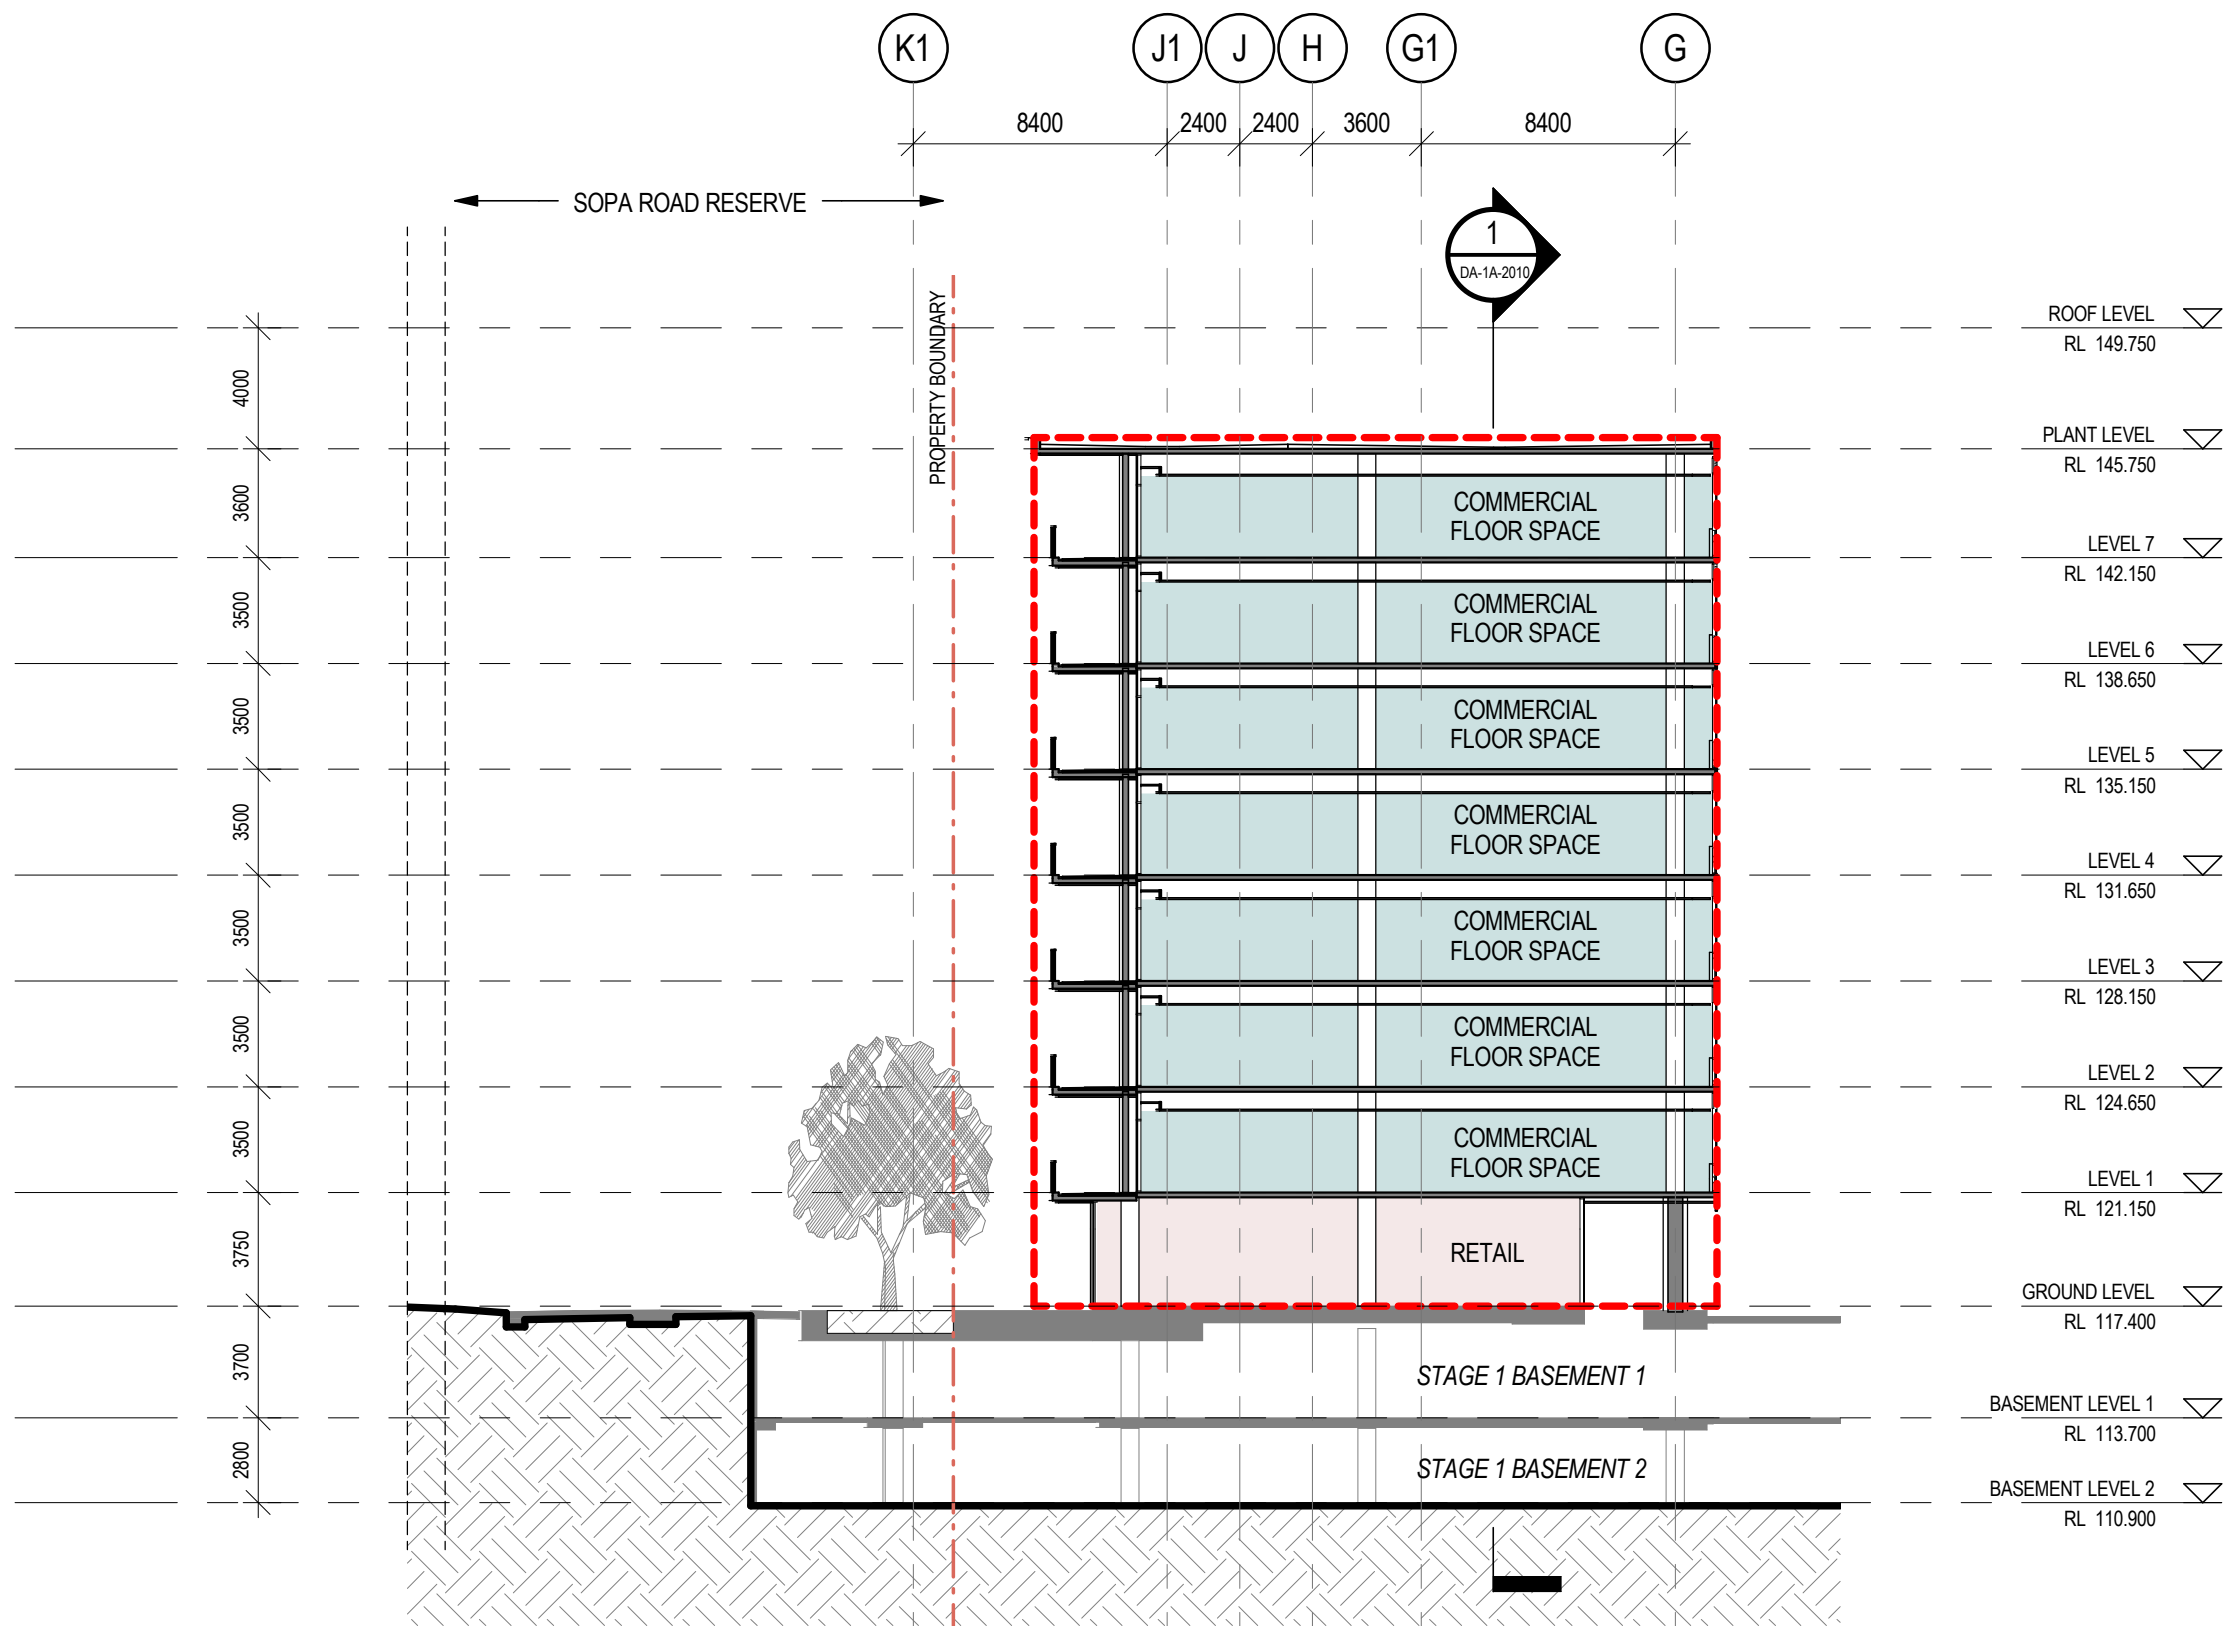 K1
J1
J
H
G1
G
8400
2400
2400
3600
8400
SOPA ROAD RESERVE
1
DA-1A-2010
PROPERTY BOUNDARY
ROOF LEVEL
RL 149.750
4000
PLANT LEVEL
RL 145.750
3600
COMMERCIAL
FLOOR SPACE
LEVEL 7
RL 142.150
3500
COMMERCIAL
FLOOR SPACE
LEVEL 6
RL 138.650
3500
COMMERCIAL
FLOOR SPACE
LEVEL 5
RL 135.150
3500
COMMERCIAL
FLOOR SPACE
LEVEL 4
RL 131.650
3500
COMMERCIAL
FLOOR SPACE
LEVEL 3
RL 128.150
3500
COMMERCIAL
FLOOR SPACE
LEVEL 2
RL 124.650
3500
COMMERCIAL
FLOOR SPACE
LEVEL 1
RL 121.150
3750
RETAIL
GROUND LEVEL
RL 117.400
3700
STAGE 1 BASEMENT 1
BASEMENT LEVEL 1
RL 113.700
2800
STAGE 1 BASEMENT 2
BASEMENT LEVEL 2
RL 110.900